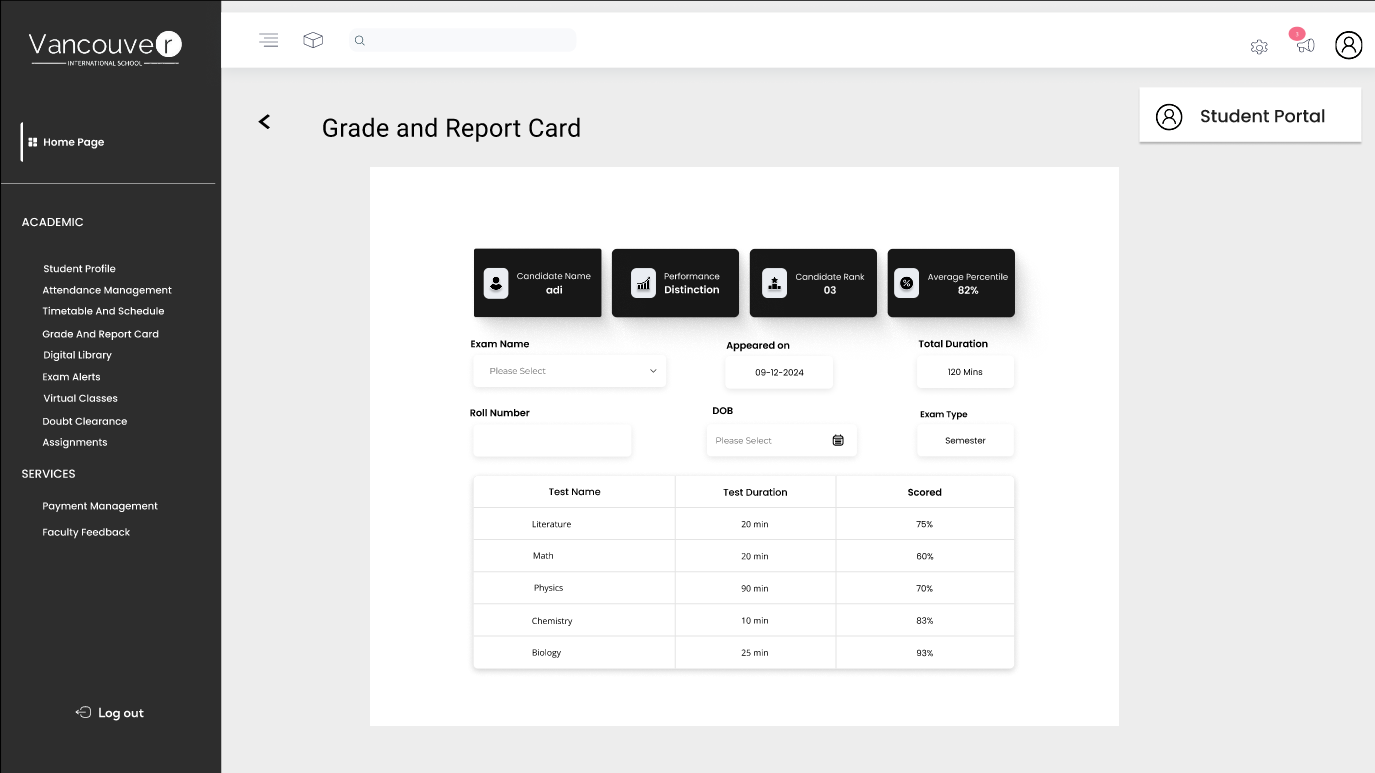 Vancouver
INTERNATIONAL SCHOOL
Home Page
ACADEMIC
Student Profile
Attendance Management
Timetable And Schedule
Grade And Report Card
Digital Library
Exam Alerts
Virtual Classes
Doubt Clearance
Assignments
SERVICES
Payment Management
Faculty Feedback
Log out
3
Student Portal
Grade and Report Card
Candidate Name
adi
Performance
Distinction
Candidate Rank
03
Average Percentile
82%
Exam Name
Please Select
Appeared on
09-12-2024
Total Duration
120 Mins
Roll Number
DOB
Please Select
Exam Type
Semester
Test Name Test Duration Scored
Literature 20 min 75%
Math 20 min 60%
Physics 90 min 70%
Chemistry 10 min 83%
Biology 25 min 93%